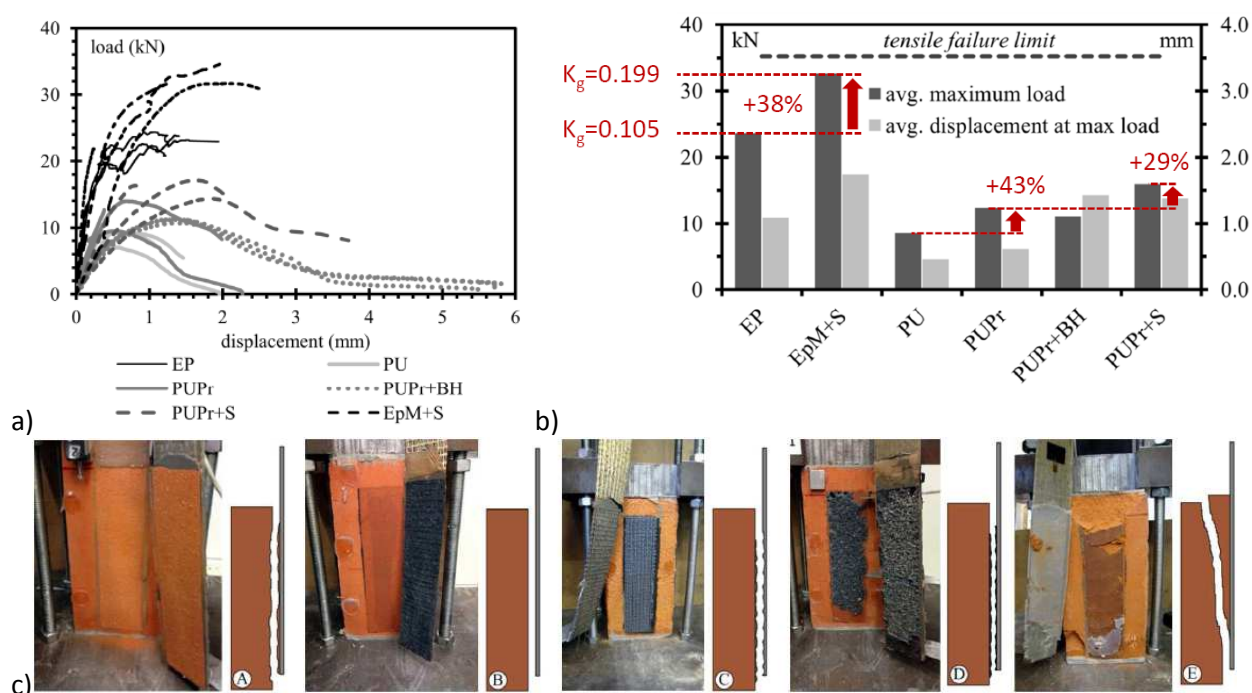 40
30
20
10
0
load (kN)
0 1 2 3 4 5 6
displacement (mm)
EP PU
PUPr PUPr+BH
PUPr+S EpM+S
a)
40 kN tensile failure limit mm 4.0
Kg=0.199
+38%
Kg=0.105
30
20
10
0
avg. maximum load
avg. displacement at max load
+43%
+29%
3.0
2.0
1.0
0.0
EP
EpM+S
PU
PUPr
PUPr+BH
PUPr+S
b)
A
B
C
D
E
c)